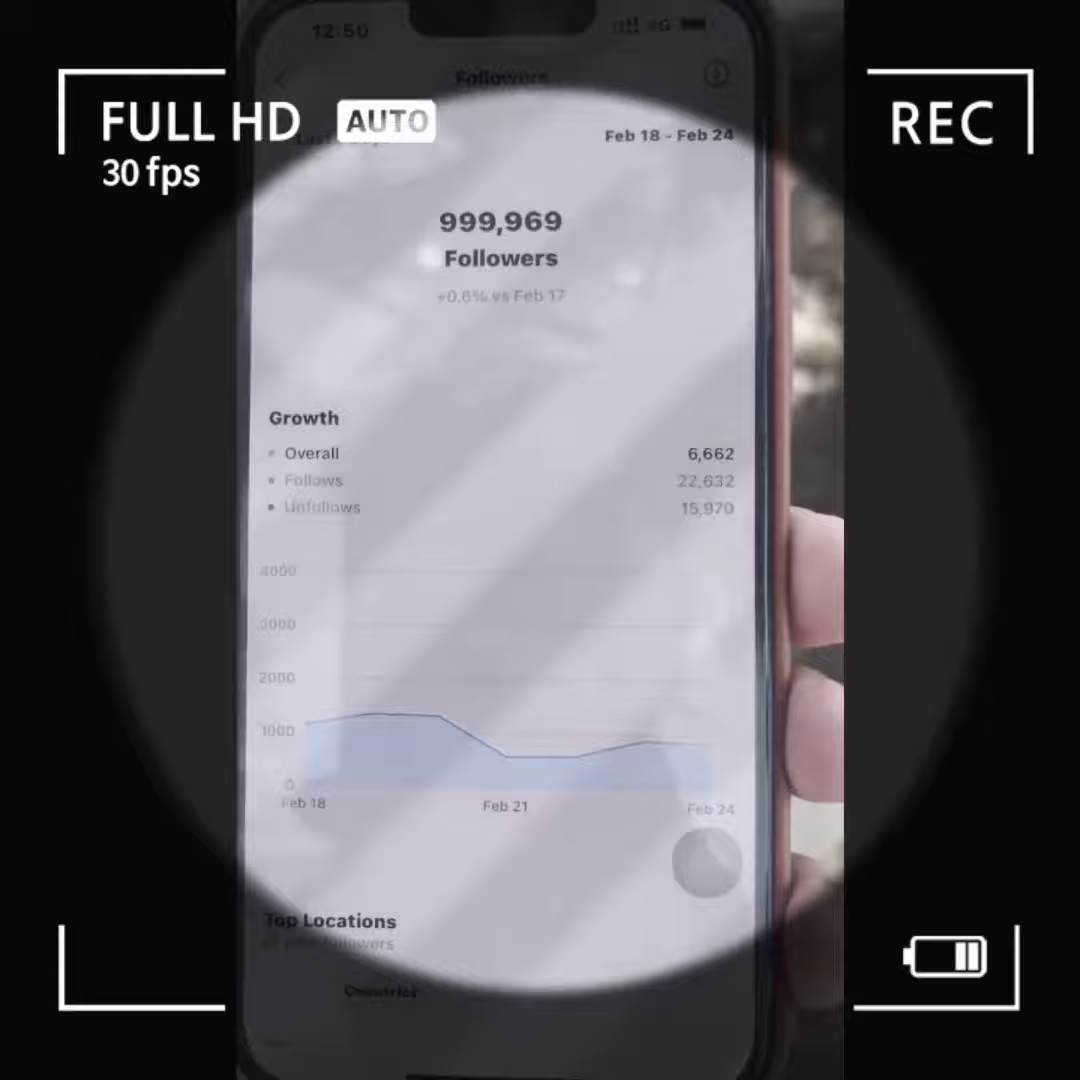 12:50
4G
Followers
FULL HD AUTO
REC
30 fps
Feb 18 - Feb 24
999,969
Followers
+0.6% vs Feb 17
Growth
Overall 6,662
Follows 22,632
Unfollows 15,970
4000
3000
2000
1000
0
Feb 18 Feb 21 Feb 24
Top Locations
followers
Countries